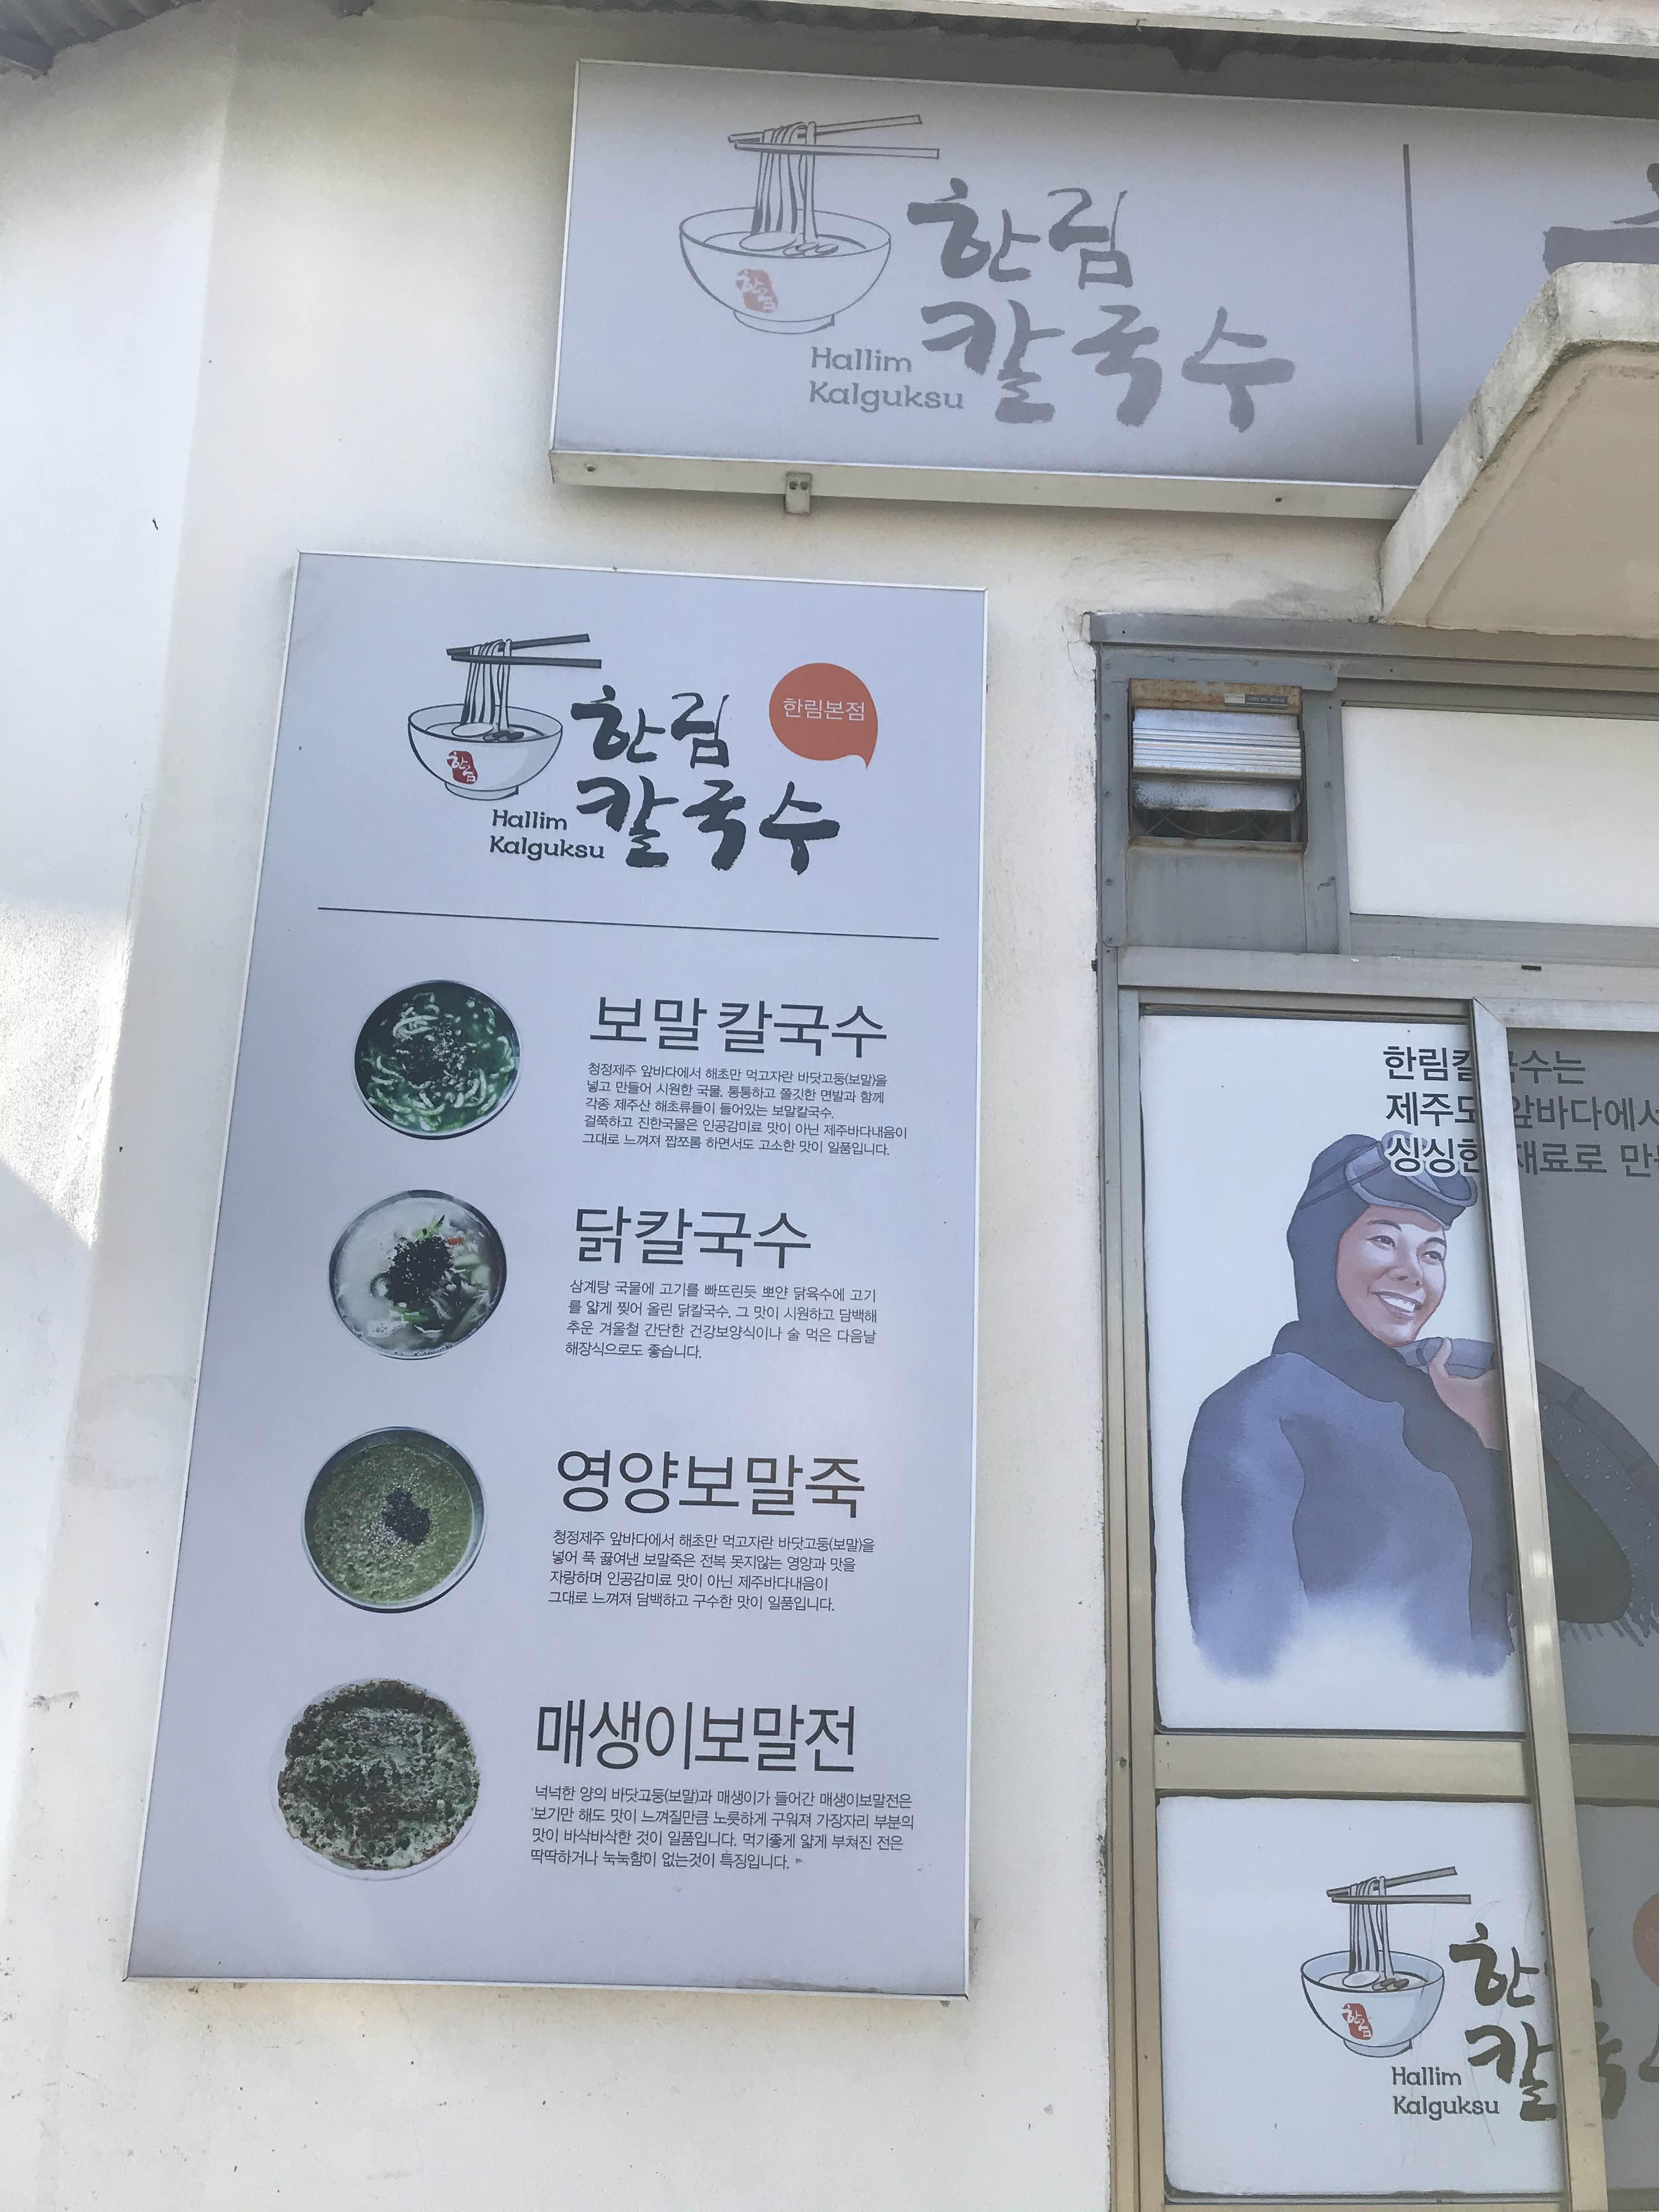 한림
칼국수
Hallim
Kalguksu
한림
한림
칼국수
한림본점
Hallim
Kalguksu
한림
보말칼국수
청정제주 앞바다에서 해초만 먹고자란 바닷고둥(보말)을
넣고 만들어 시원한 국물, 통통하고 쫄깃한 면발과 함께
각종 제주산 해초류들이 들어있는 보말칼국수.
걸쭉하고 진한국물은 인공감미료 맛이 아닌 제주바다내음이
그대로 느껴져 짭쪼롬 하면서도 고소한 맛이 일품입니다.
닭칼국수
삼계탕 국물에 고기를 빠뜨린듯 뽀얀 닭육수에 고기
를 얇게 찢어 올린 닭칼국수. 그 맛이 시원하고 담백해
추운 겨울철 간단한 건강보양식이나 술 먹은 다음날
해장식으로도 좋습니다.
영양보말죽
청정제주 앞바다에서 해초만 먹고자란 바닷고둥(보말)을
넣어 푹 끓여낸 보말죽은 전복 못지않는 영양과 맛을
자랑하며 인공감미료 맛이 아닌 제주바다내음이
그대로 느껴져 담백하고 구수한 맛이 일품입니다.
매생이보말전
넉넉한 양의 바닷고둥(보말)과 매생이가 들어간 매생이보말전은
보기만 해도 맛이 느껴질만큼 노릇하게 구워져 가장자리 부분의
맛이 바삭바삭한 것이 일품입니다. 먹기좋게 얇게 부쳐진 전은
딱딱하거나 눅눅함이 없는것이 특징입니다.
한림칼국수는
제주도 앞바다에서
싱싱한 재료로
한
칼국
Hallim
Kalguksu
한림